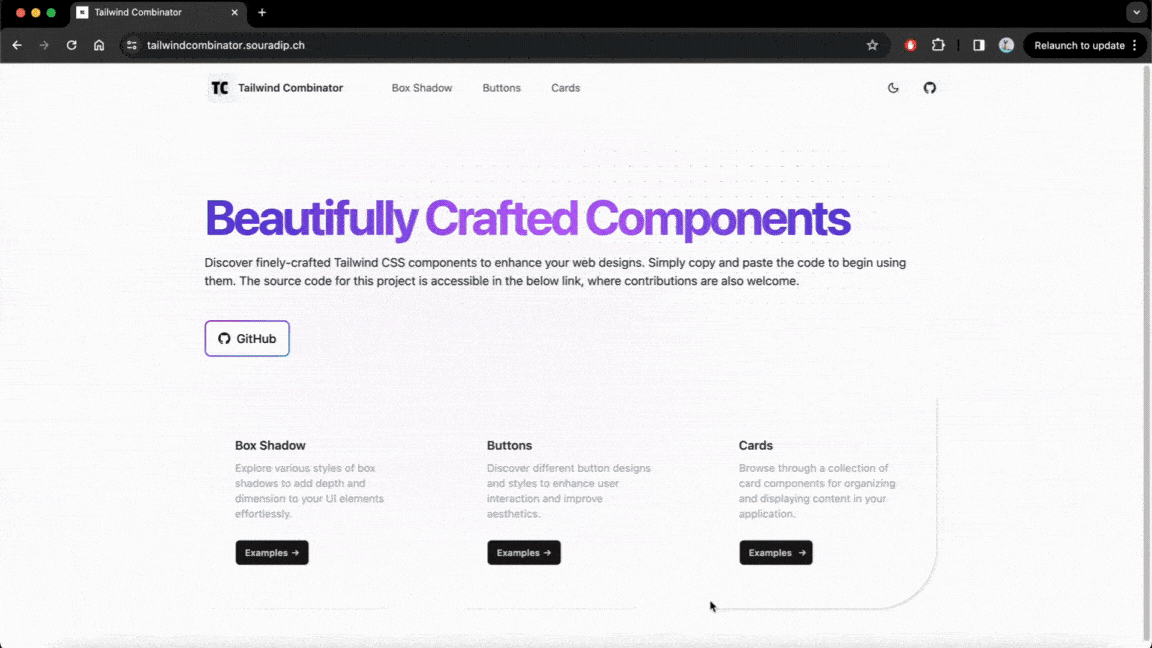 Tailwind Combinator
tailwindcombinator.souradip.ch
Relaunch to update
TC Tailwind Combinator Box Shadow Buttons Cards
Beautifully Crafted Components
Discover finely-crafted Tailwind CSS components to enhance your web designs. Simply copy and paste the code to begin using
them. The source code for this project is accessible in the below link, where contributions are also welcome.
GitHub
Box Shadow
Explore various styles of box
shadows to add depth and
dimension to your UI elements
effortlessly.
Examples →
Buttons
Discover different button designs
and styles to enhance user
interaction and improve
aesthetics.
Examples →
Cards
Browse through a collection of
card components for organizing
and displaying content in your
application.
Examples →